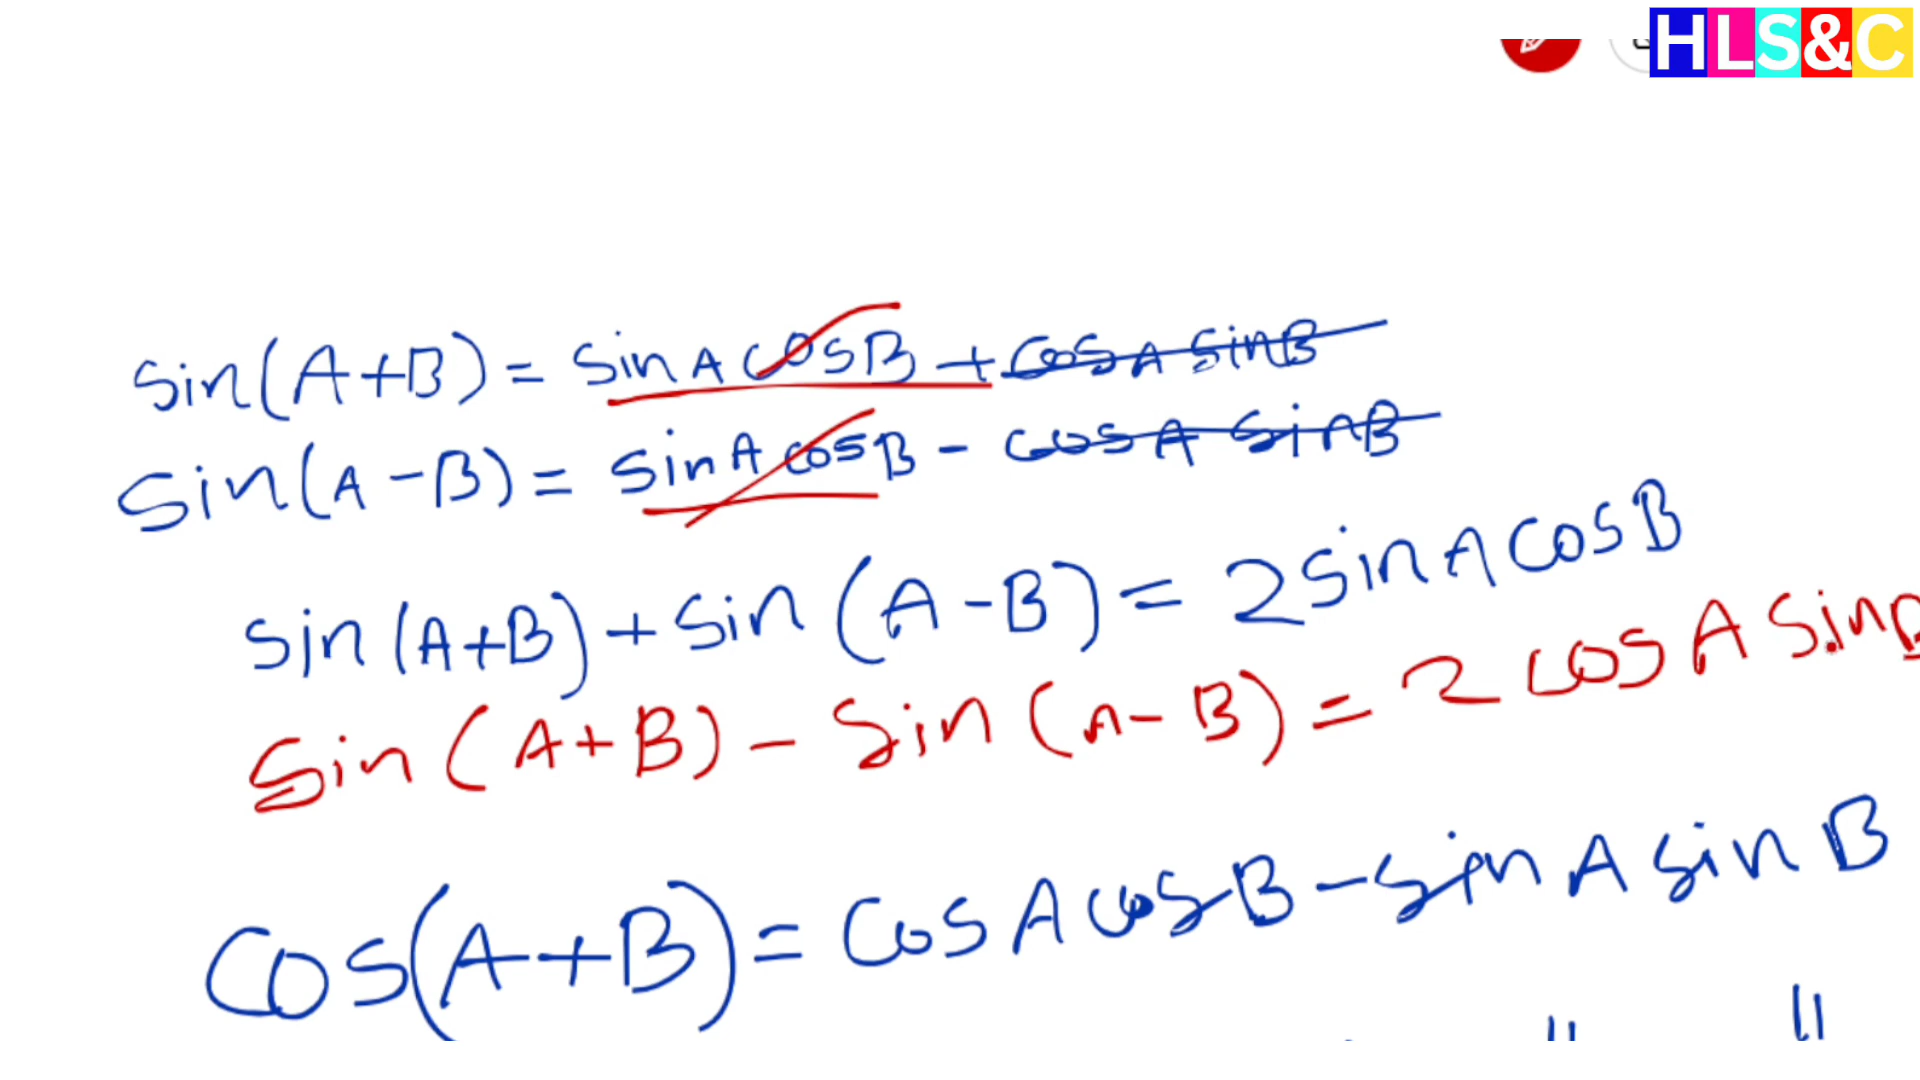 HLS&C
sin(A+B) = sin A cos B + cos A sin B
sin(A - B) = sin A cos B - cos A sin B
sin(A+B) + sin(A - B) = 2 sin A cos B
sin(A+B) - sin(A - B) = 2 cos A sin B
cos(A+B) = cos A cos B - sin A sin B